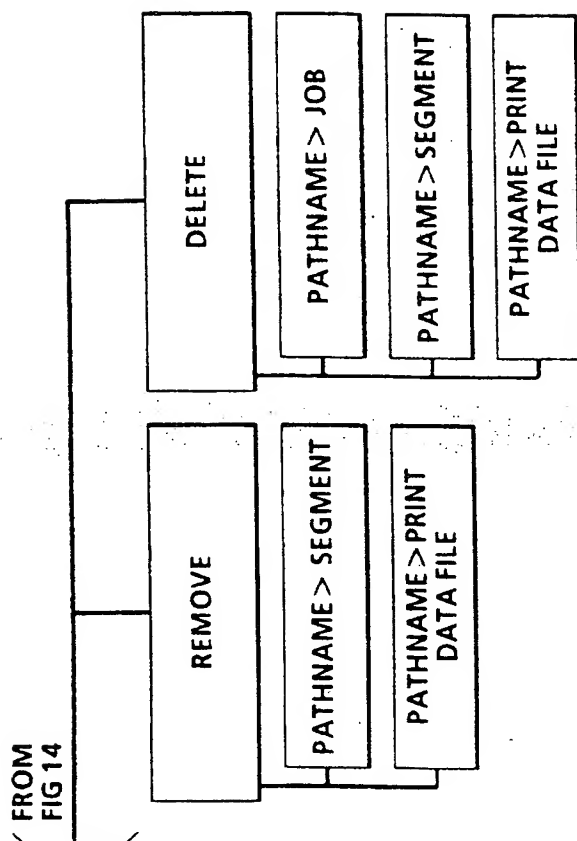 FROM
FIG 14
REMOVE
PATHNAME > SEGMENT
PATHNAME > PRINT
DATA FILE
DELETE
PATHNAME > JOB
PATHNAME > SEGMENT
PATHNAME > PRINT
DATA FILE